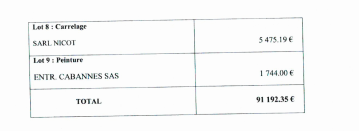 Lot 8 : Carrelage
SARL NICOT
5 475.19 €
Lot 9 : Peinture
ENTR. CABANNES SAS
1 744.00 €
TOTAL
91 192.35 €